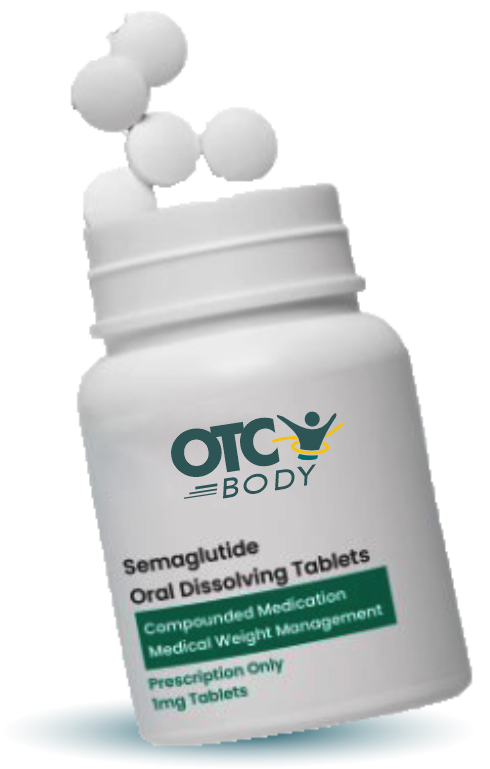 OTC
BODY
Semaglutide
Oral Dissolving Tablets
Compounded Medication
Medical Weight Management
Prescription Only
1mg Tablets